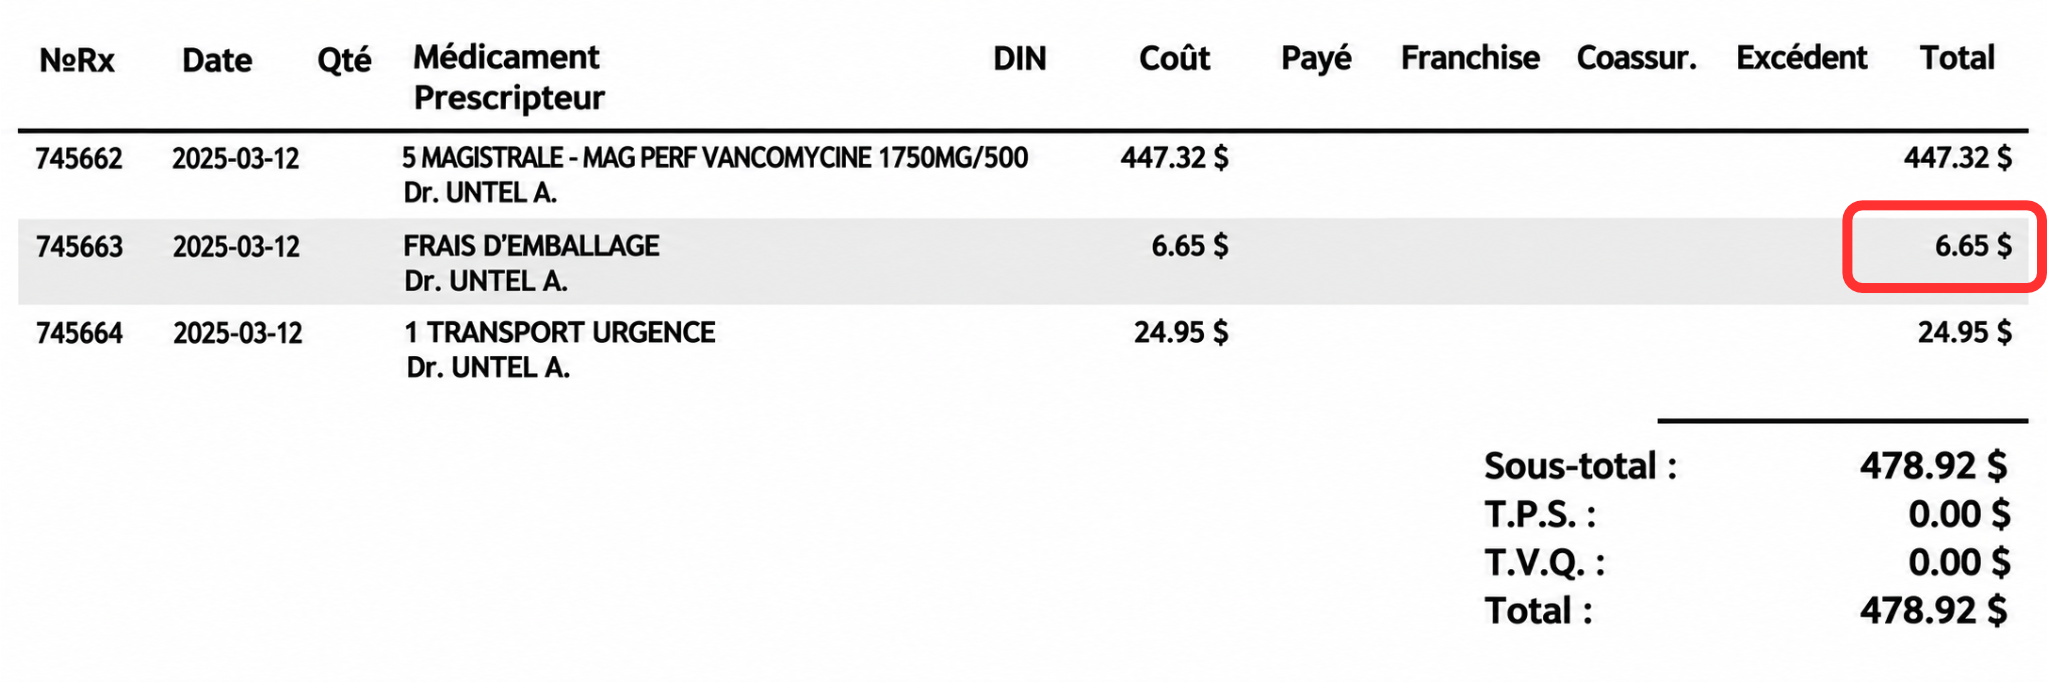 №Rx Date Qté Médicament DIN Coût Payé Franchise Coassur. Excédent Total
Prescripteur
745662 2025-03-12 5 MAGISTRALE - MAG PERF VANCOMYCINE 1750MG/500 447.32 $ 447.32 $
Dr. UNTEL A.
745663 2025-03-12 FRAIS D'EMBALLAGE 6.65 $ 6.65 $
Dr. UNTEL A.
745664 2025-03-12 1 TRANSPORT URGENCE 24.95 $ 24.95 $
Dr. UNTEL A.
Sous-total : 478.92 $
T.P.S. : 0.00 $
T.V.Q. : 0.00 $
Total : 478.92 $